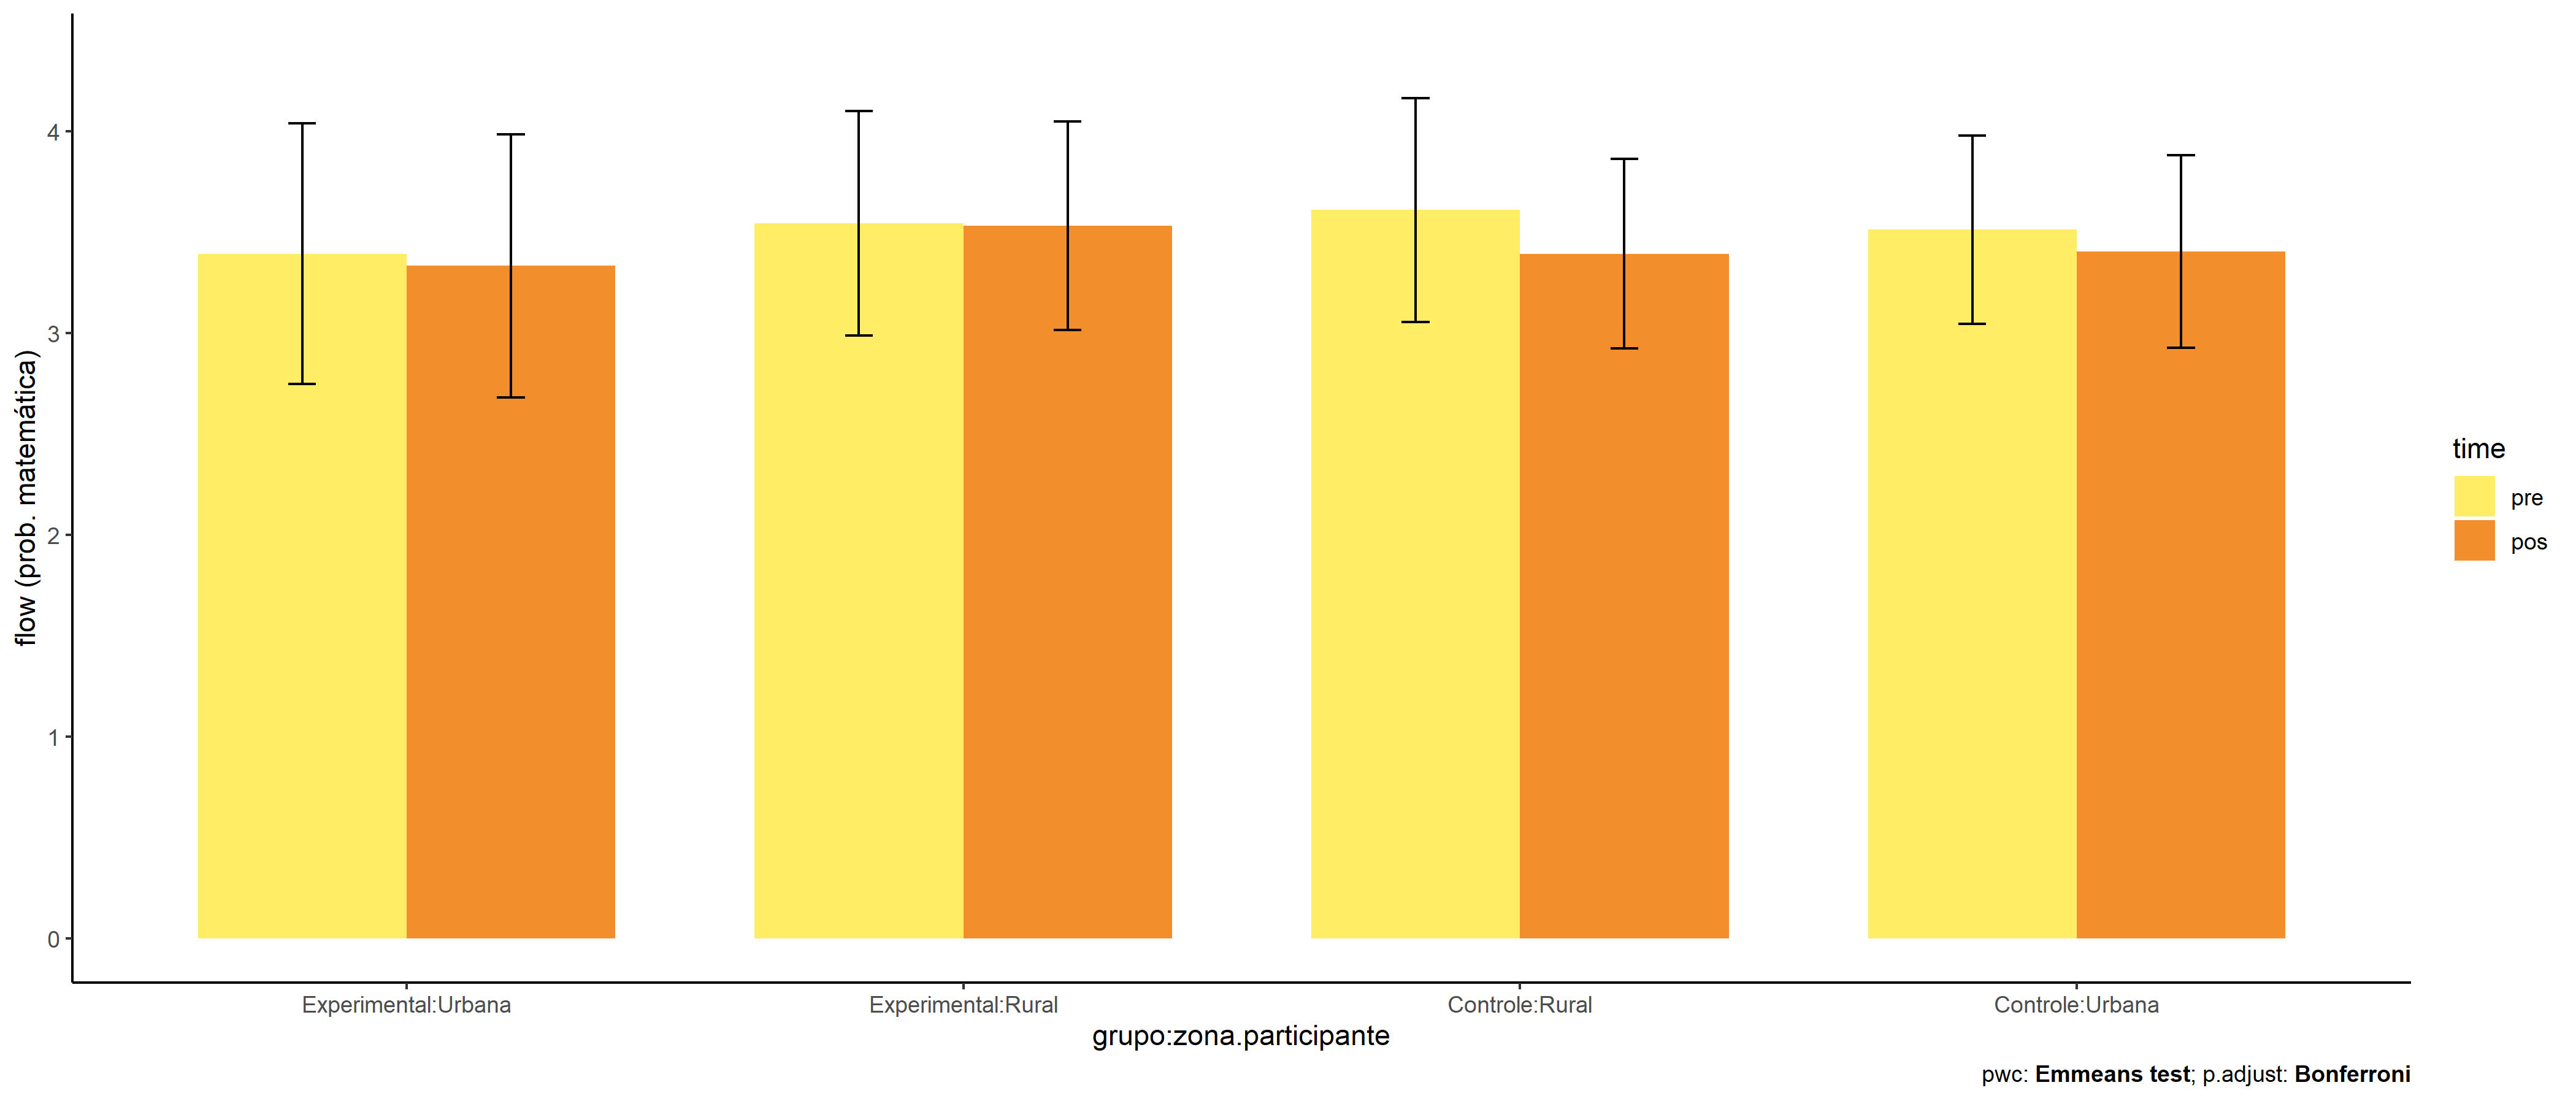 flow (prob. matemática)
4
3
2
1
0
Experimental:Urbana
Experimental:Rural
Controle:Rural
Controle:Urbana
grupo:zona.participante
time
pre
pos
pwc: Emmeans test; p.adjust: Bonferroni